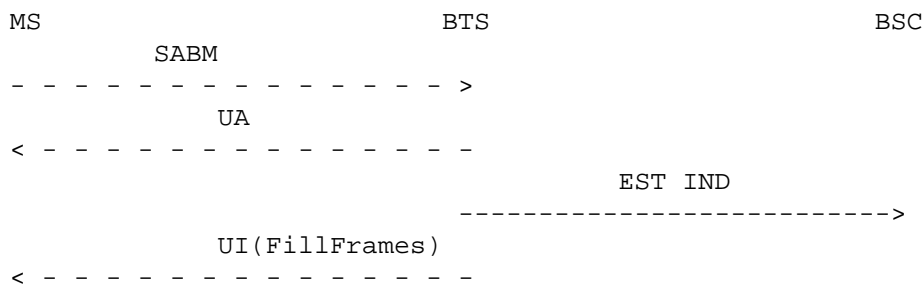 MS BTS BSC
SABM
- - - - - - - - - - - - - - >
UA
< - - - - - - - - - - - - - -
EST IND
--------------------------->
UI(FillFrames)
< - - - - - - - - - - - - - -